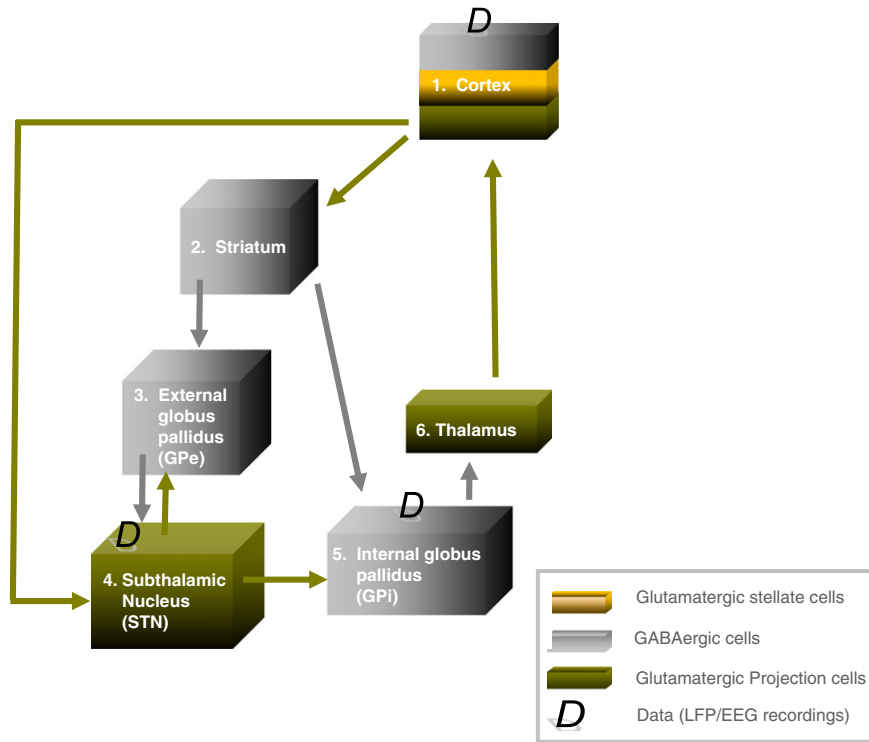 D
1. Cortex
2. Striatum
3. External
globus
pallidus
(GPe)
D
4. Subthalamic
Nucleus
(STN)
D
5. Internal globus
pallidus
(GPi)
6. Thalamus
Glutamatergic stellate cells
GABAergic cells
Glutamatergic Projection cells
D Data (LFP/EEG recordings)